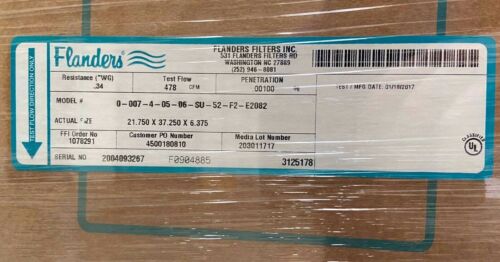 Flanders®
FLANDERS FILTERS INC.
531 FLANDERS FILTERS RD
WASHINGTON NC 27889
(252) 946-8081
TEST FLOW DIRECTION ONLY
Resistance ("WG)
.34
Test Flow
478 CFM
PENETRATION
00100 %
TEST / MFG DATE: 01/18/2017
MODEL # 0-007-4-05-06-SU-52-F2-E2082
ACTUAL SIZE 21.750 X 37.250 X 6.375
FFI Order No
1078291
Customer PO Number
4500180810
Media Lot Number
203011717
SERIAL NO 2004093267 F0904885 3125178
CLASSIFIED
UL